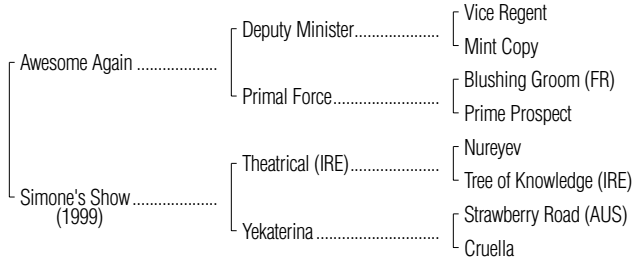 Vice Regent
Deputy Minister....................
Mint Copy
Awesome Again ...................
Blushing Groom (FR)
Primal Force.........................
Prime Prospect
Nureyev
Theatrical (IRE).....................
Tree of Knowledge (IRE)
Simone's Show ....................
(1999)
Strawberry Road (AUS)
Yekaterina .............................
Cruella